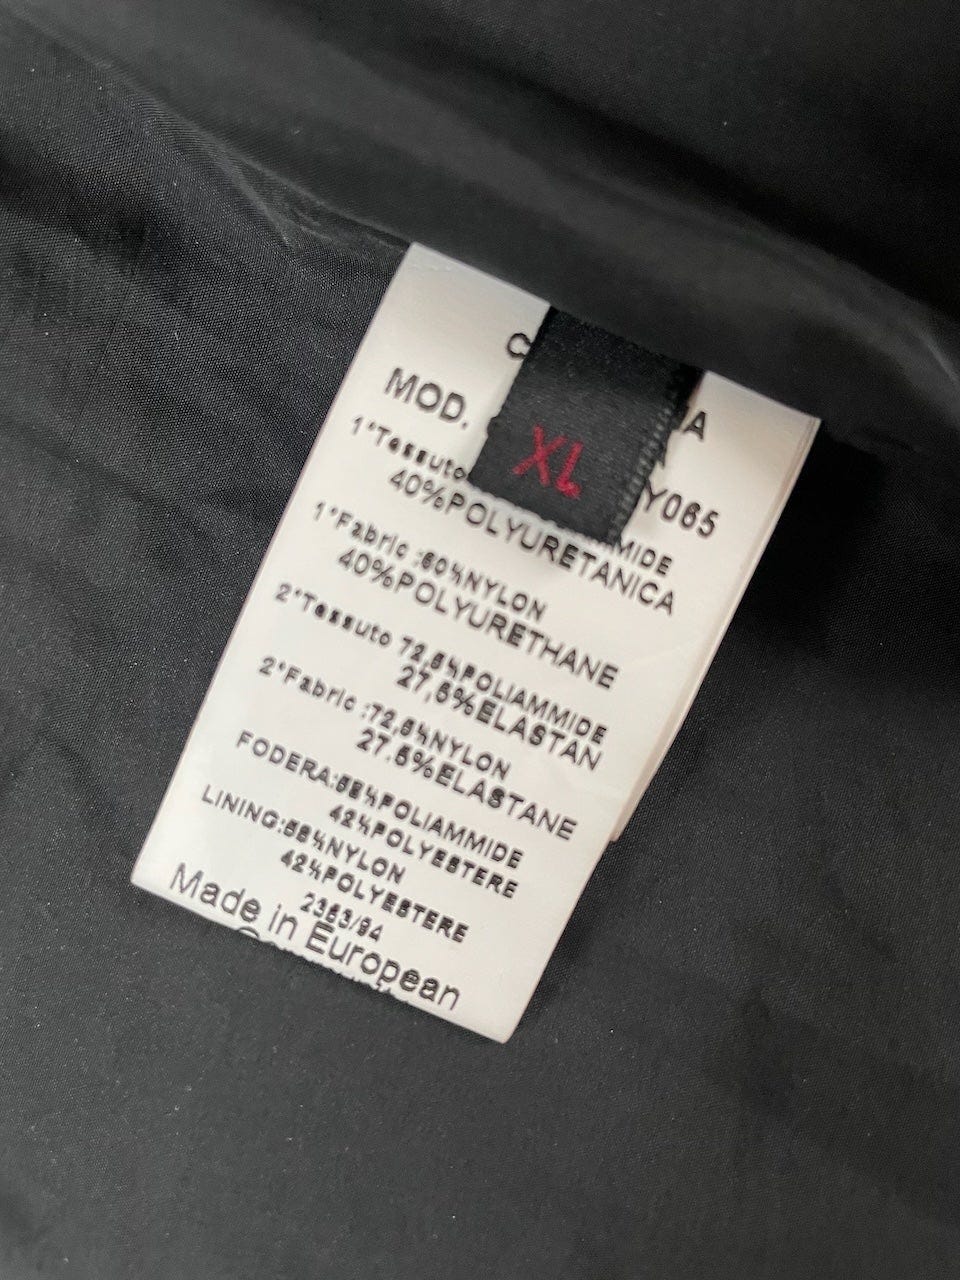 XL
MOD.
Y065
1°Tessuto
40%POLYURETANICA
1°Fabric :60%NYLON
40%POLYURETHANE
2°Tessuto 72,5%POLIAMMIDE
27,5%ELASTAN
2°Fabric :72,5%NYLON
27.5%ELASTANE
FODERA:58%POLIAMMIDE
42%POLYESTERE
LINING:58%NYLON
42%POLYESTERE
2363/94
Made in European